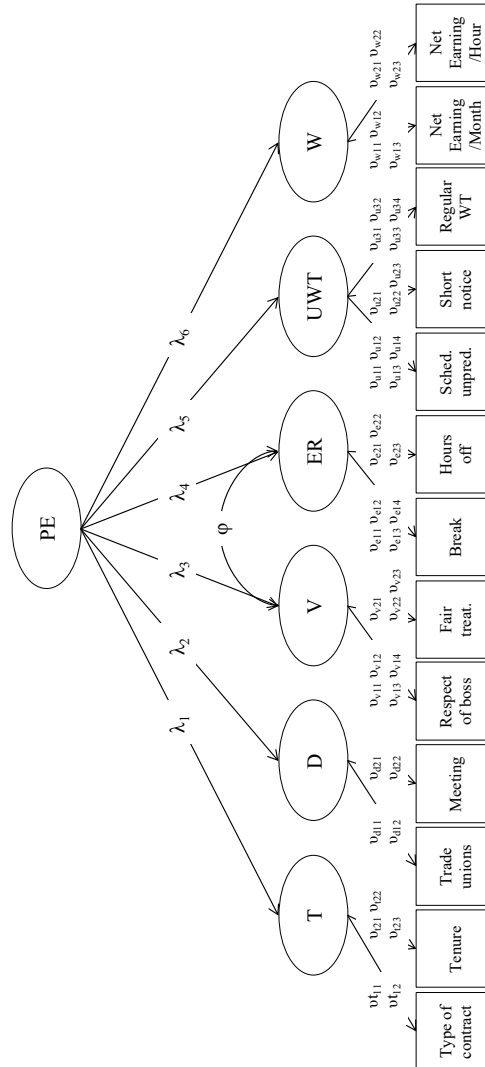 PE
λ1
λ2
λ3
λ4
λ5
λ6
φ
T
D
V
ER
UWT
W
υt11
υt12
υt21 υt22
υt23
υd11
υd12
υd21
υd22
υv11 υv12
υv13 υv14
υv21
υv22 υv23
υe11 υe12
υe13 υe14
υe21 υe22
υe23
υu11 υu12
υu13 υu14
υu21
υu22 υu23
υu31 υu32
υu33 υu34
υw11 υw12
υw13
υw21 υw22
υw23
Type of
contract
Tenure
Trade
unions
Meeting
Respect
of boss
Fair
treat.
Break
Hours
off
Sched.
unpred.
Short
notice
Regular
WT
Net
Earning
/Month
Net
Earning
/Hour